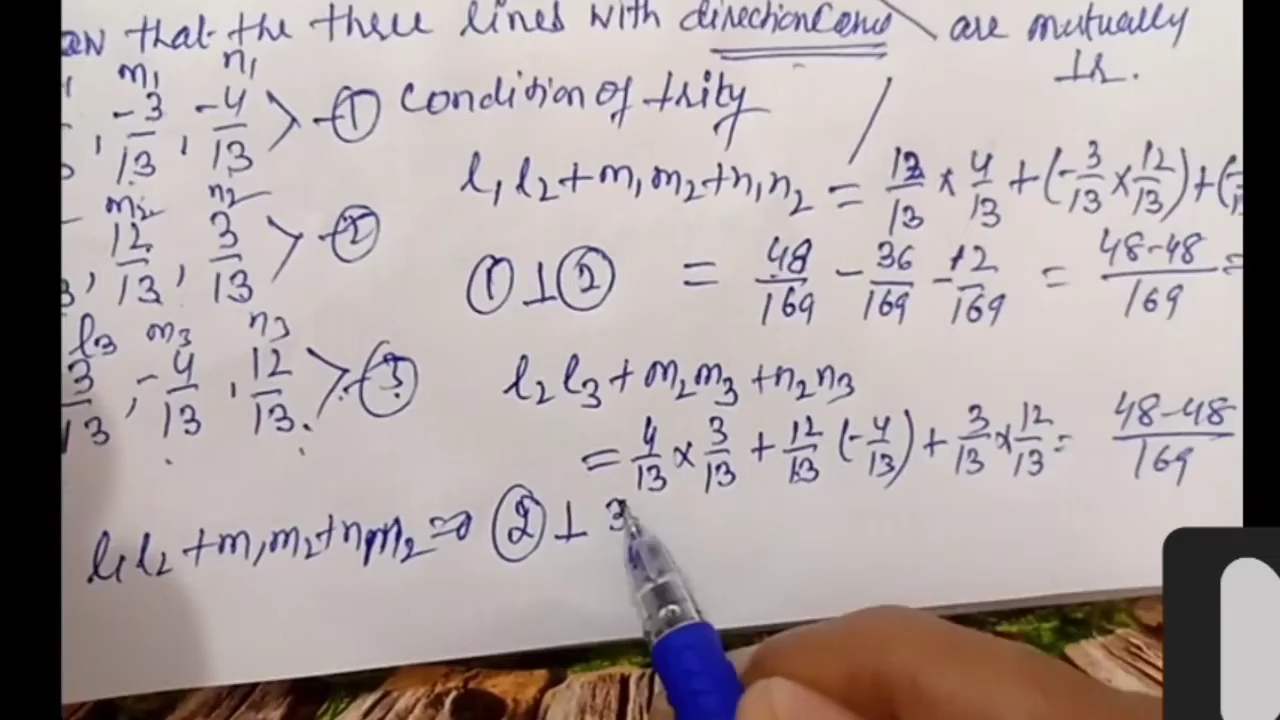 that the three lines with direction are mutually
⊥r.
m₁ n₁
, -3/13, -4/13 > -① Condition of ⊥rity
l₁l₂+m₁m₂+n₁n₂ = 12/13 × 4/13 + (-3/13 × 12/13) + (
m₂ n₂
, 12/13, 3/13 > -②
① ⊥ ② = 48/169 - 36/169 - 12/169 = 48-48/169 =
l₃ m₃ n₃
3/13, -4/13, 12/13. > -③
l₂l₃+m₂m₃+n₂n₃
= 4/13 × 3/13 + 12/13 (-4/13) + 3/13 × 12/13 = 48-48/169
l₁l₂+m₁m₂+n₁n₂=0 ② ⊥ 3